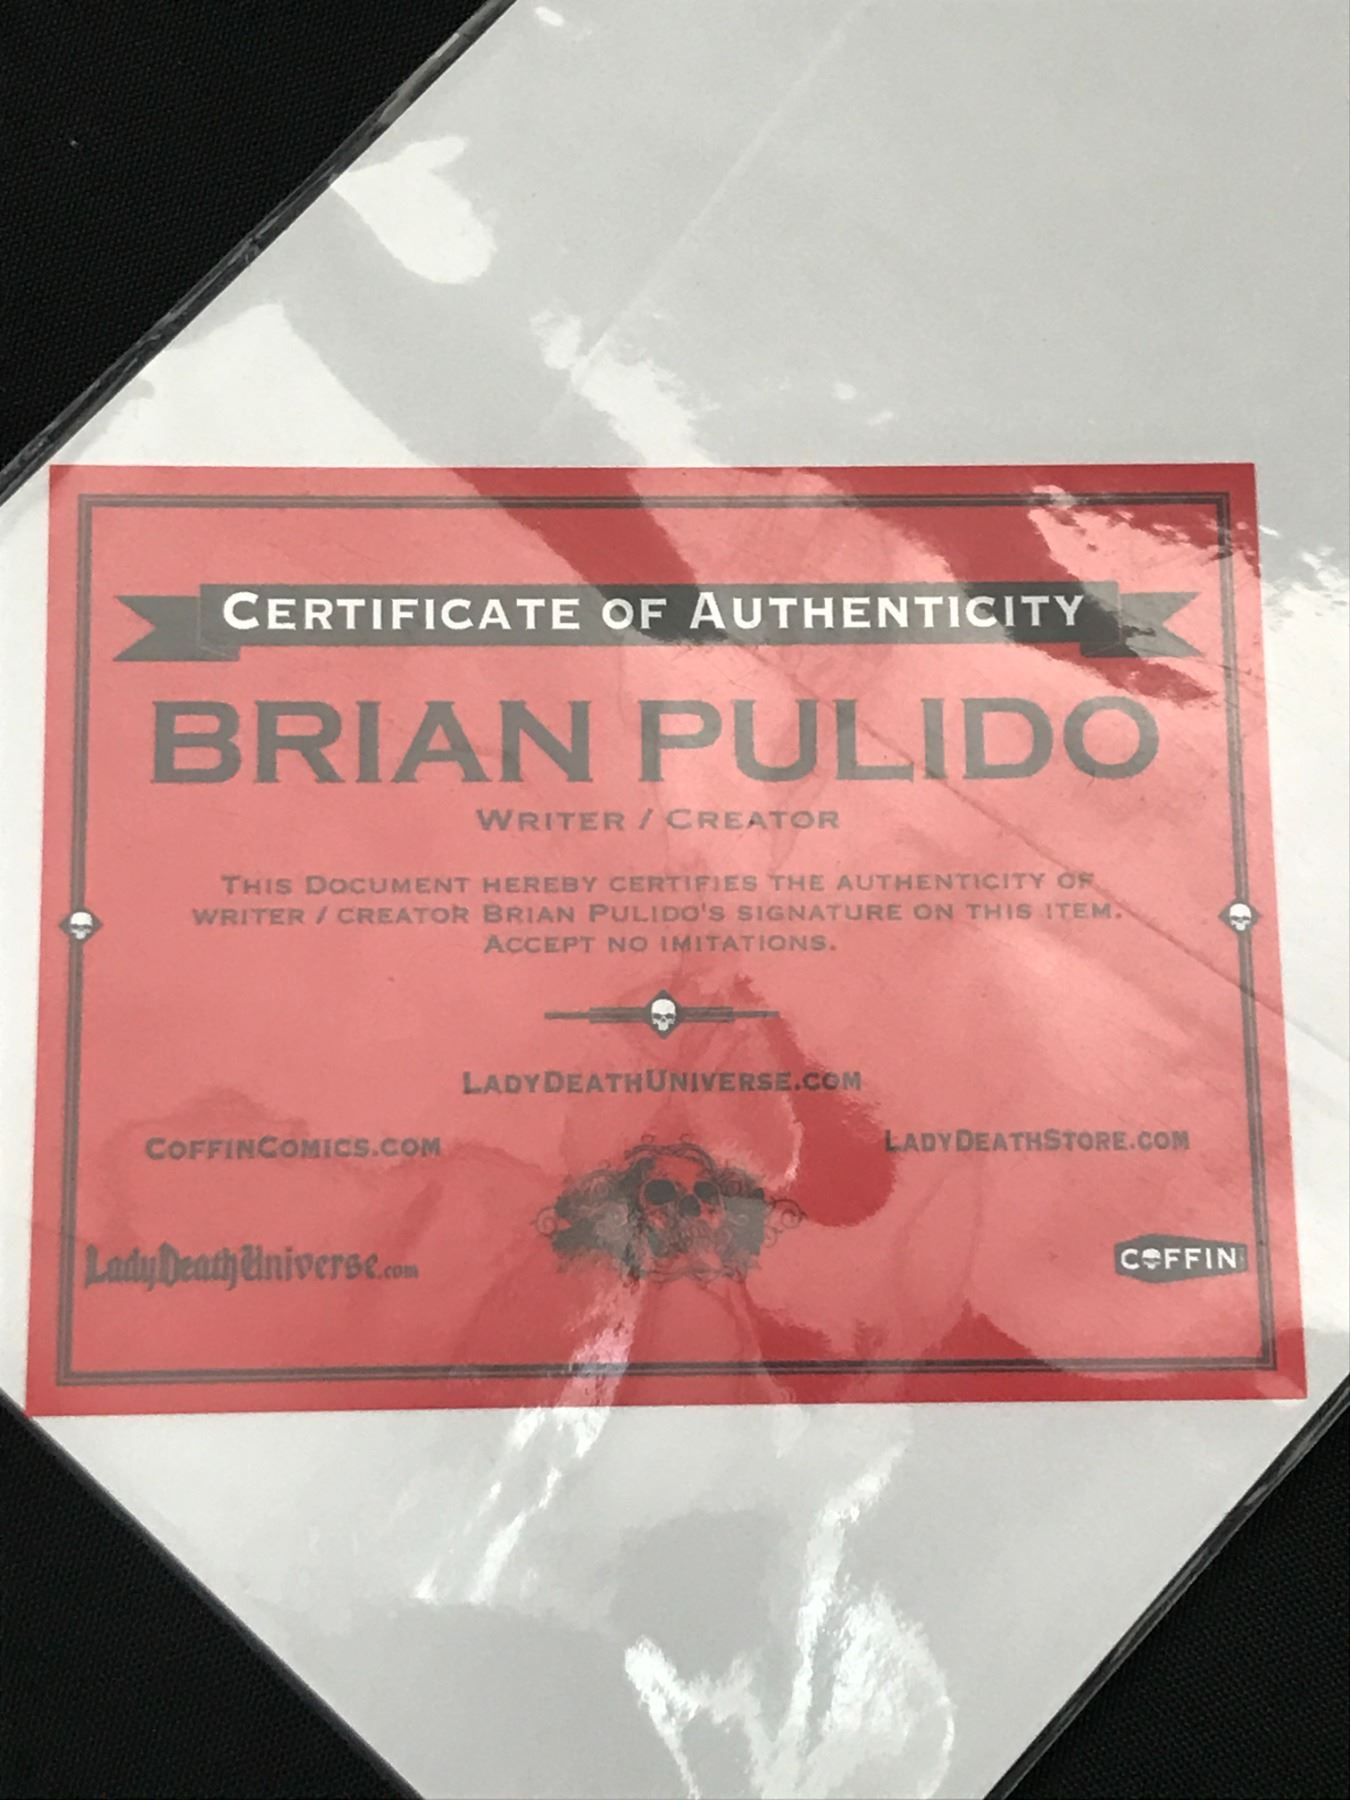 CERTIFICATE OF AUTHENTICITY
BRIAN PULIDO
WRITER / CREATOR
THIS DOCUMENT HEREBY CERTIFIES THE AUTHENTICITY OF
WRITER / CREATOR BRIAN PULIDO'S SIGNATURE ON THIS ITEM.
ACCEPT NO IMITATIONS.
LADYDEATHUNIVERSE.COM
COFFINCOMICS.COM
LADYDEATHSTORE.COM
LadyDeathUniverse.com
COFFIN